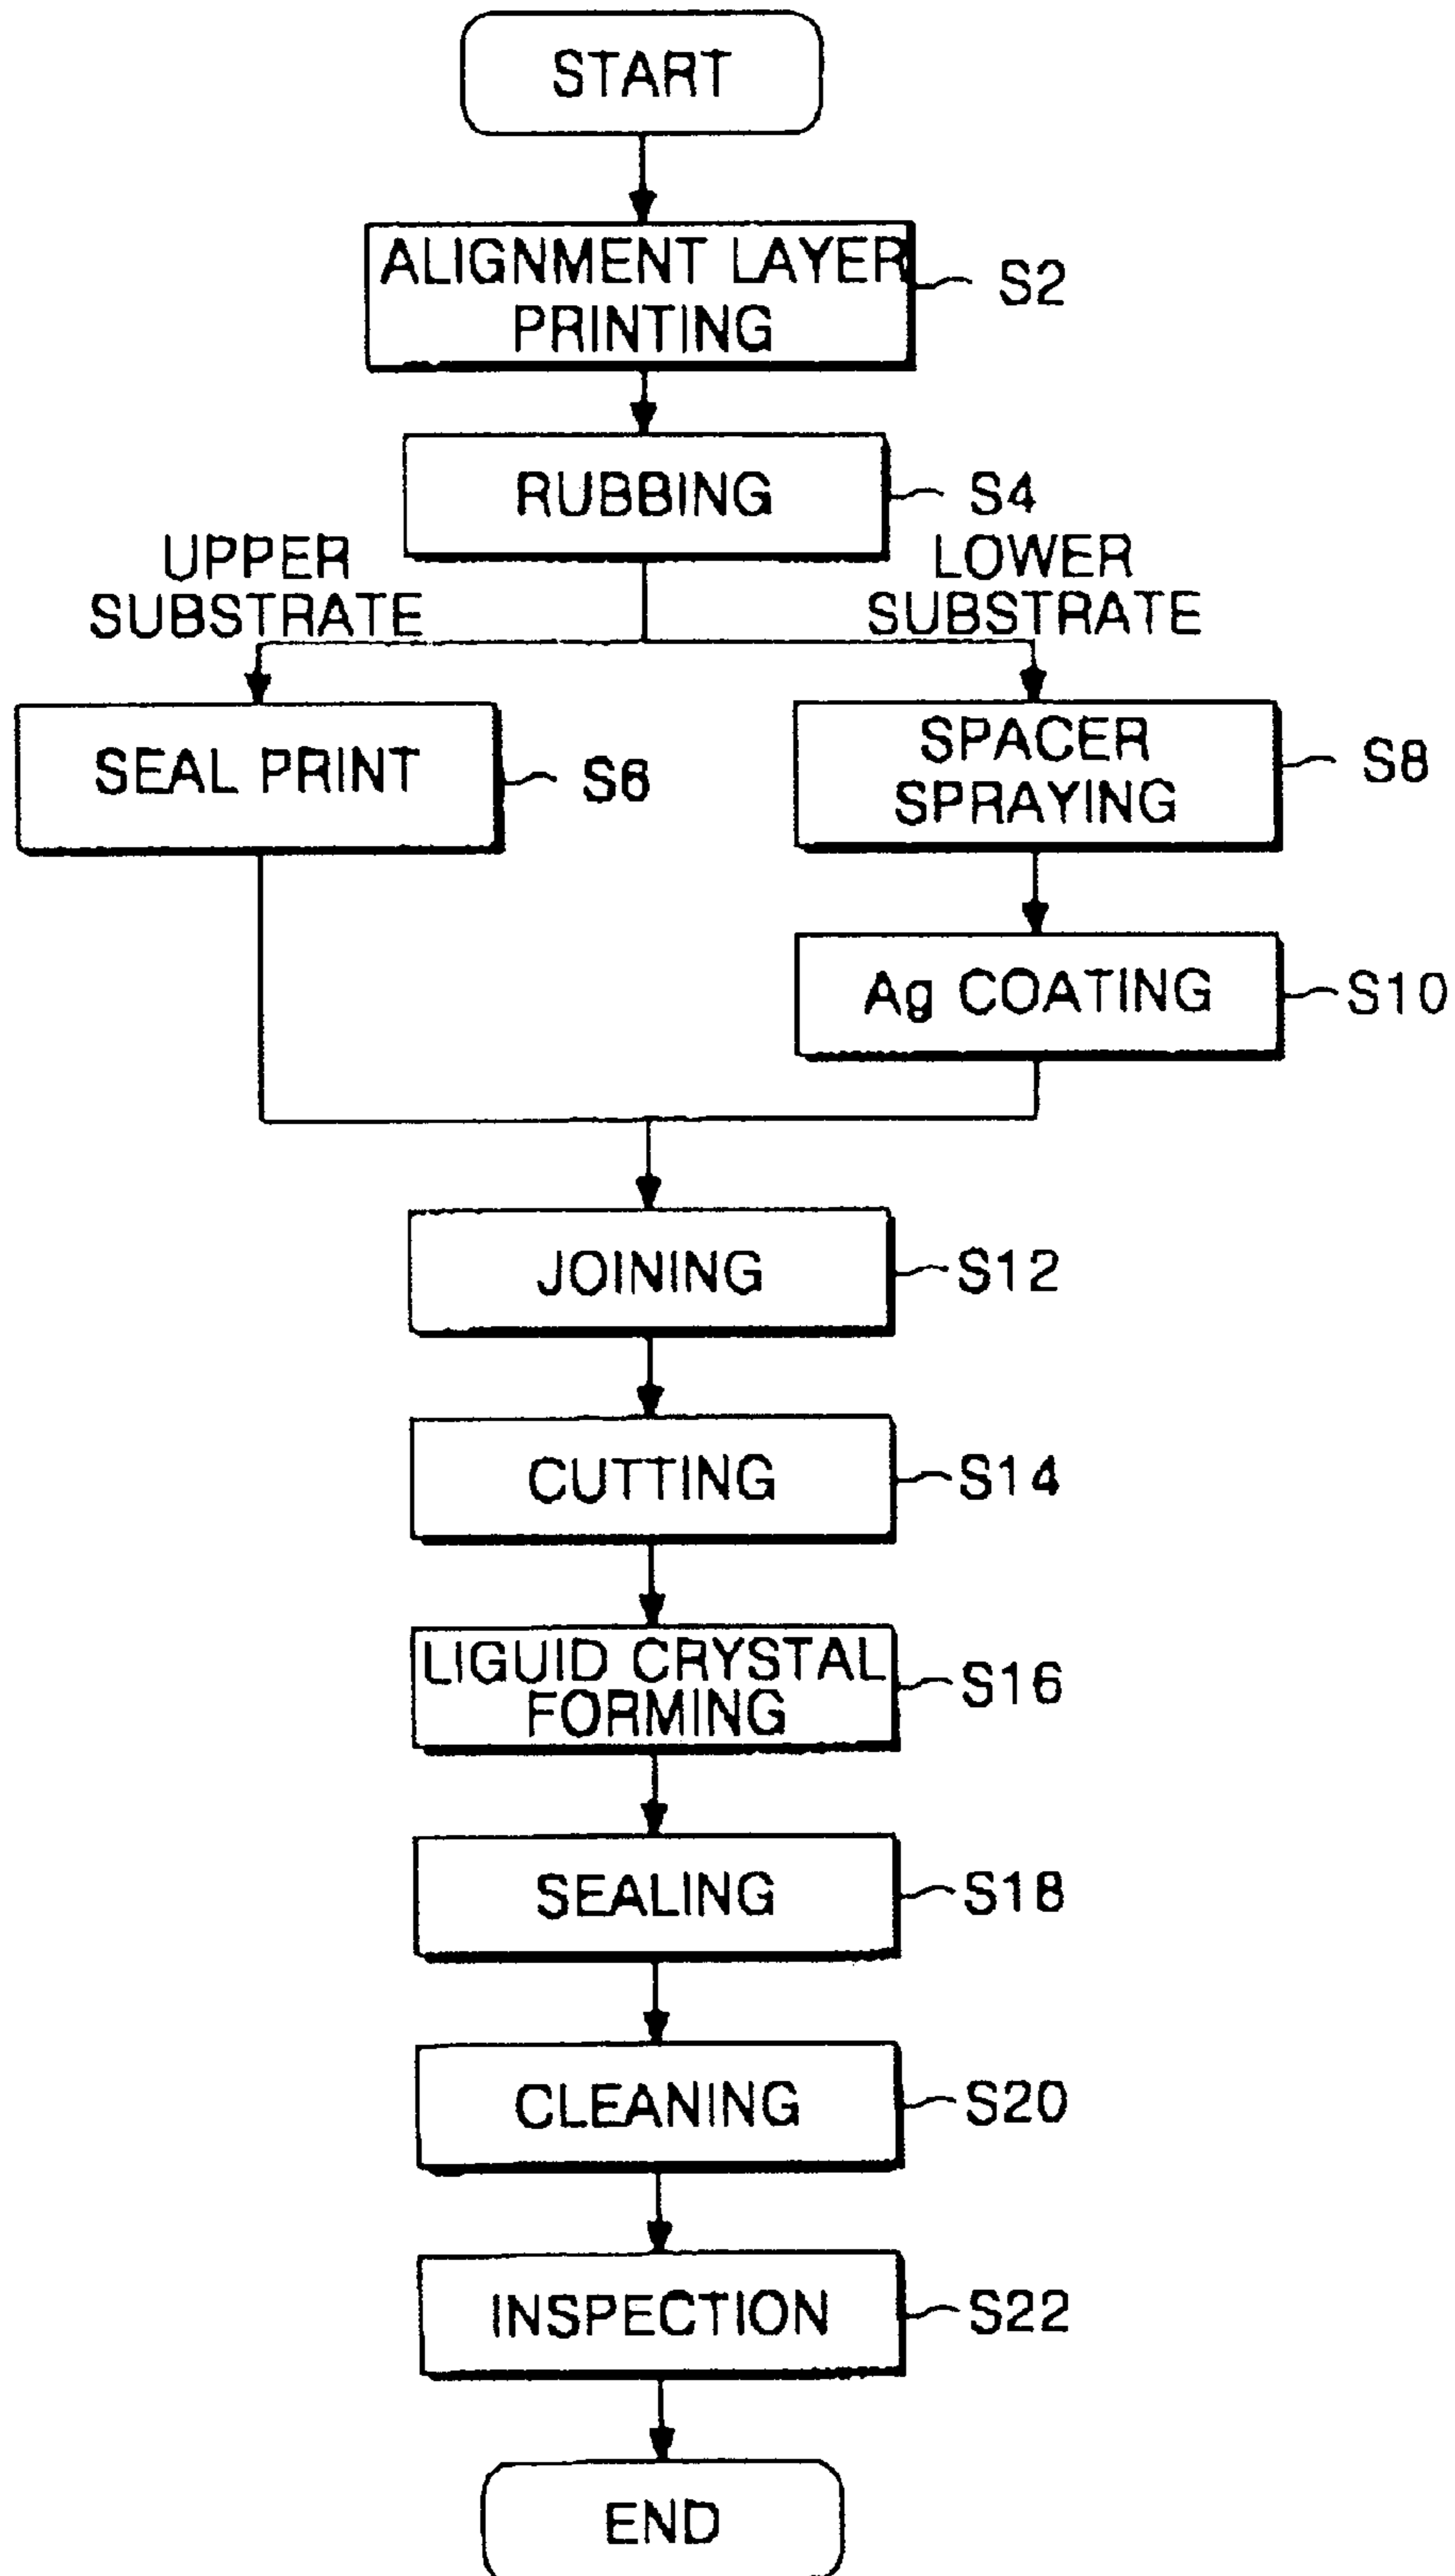 START
ALIGNMENT LAYER
PRINTING
S2
RUBBING
S4
UPPER
SUBSTRATE
LOWER
SUBSTRATE
SEAL PRINT
S6
SPACER
SPRAYING
S8
Ag COATING
S10
JOINING
S12
CUTTING
S14
LIGUID CRYSTAL
FORMING
S16
SEALING
S18
CLEANING
S20
INSPECTION
S22
END